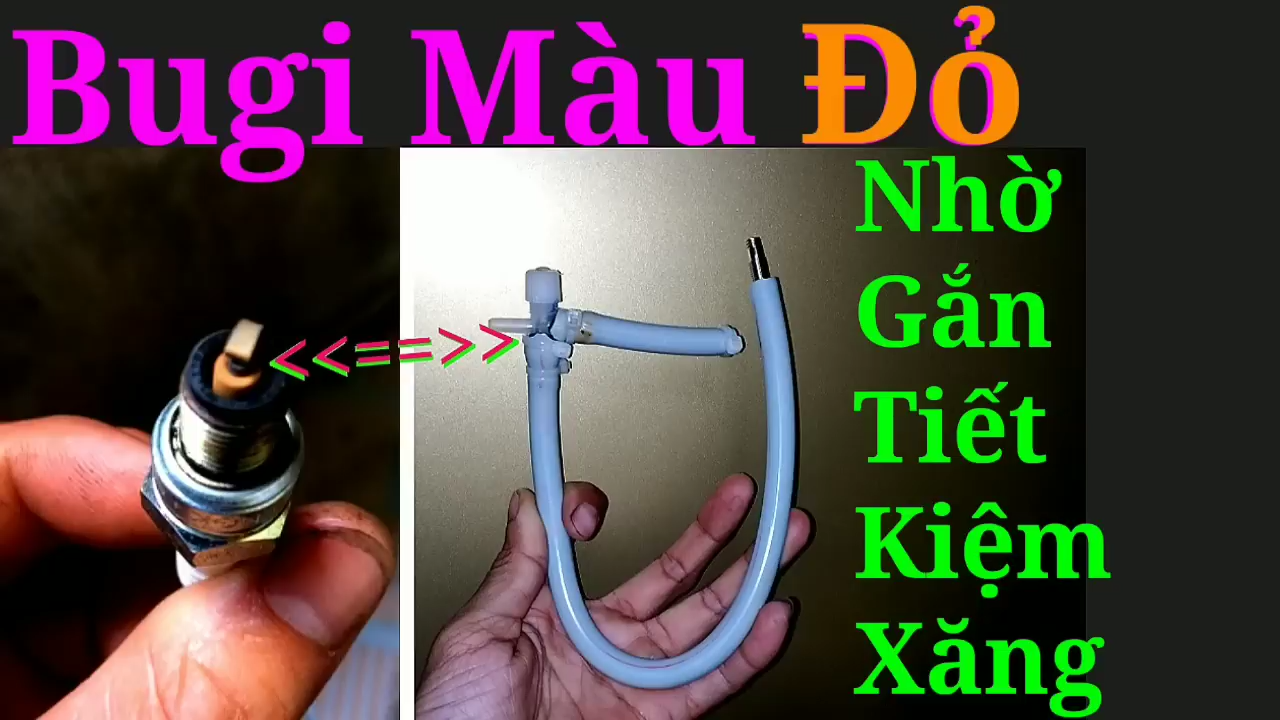 Bugi Màu Đỏ
Nhờ
Gắn
Tiết
Kiệm
Xăng
<<==>>